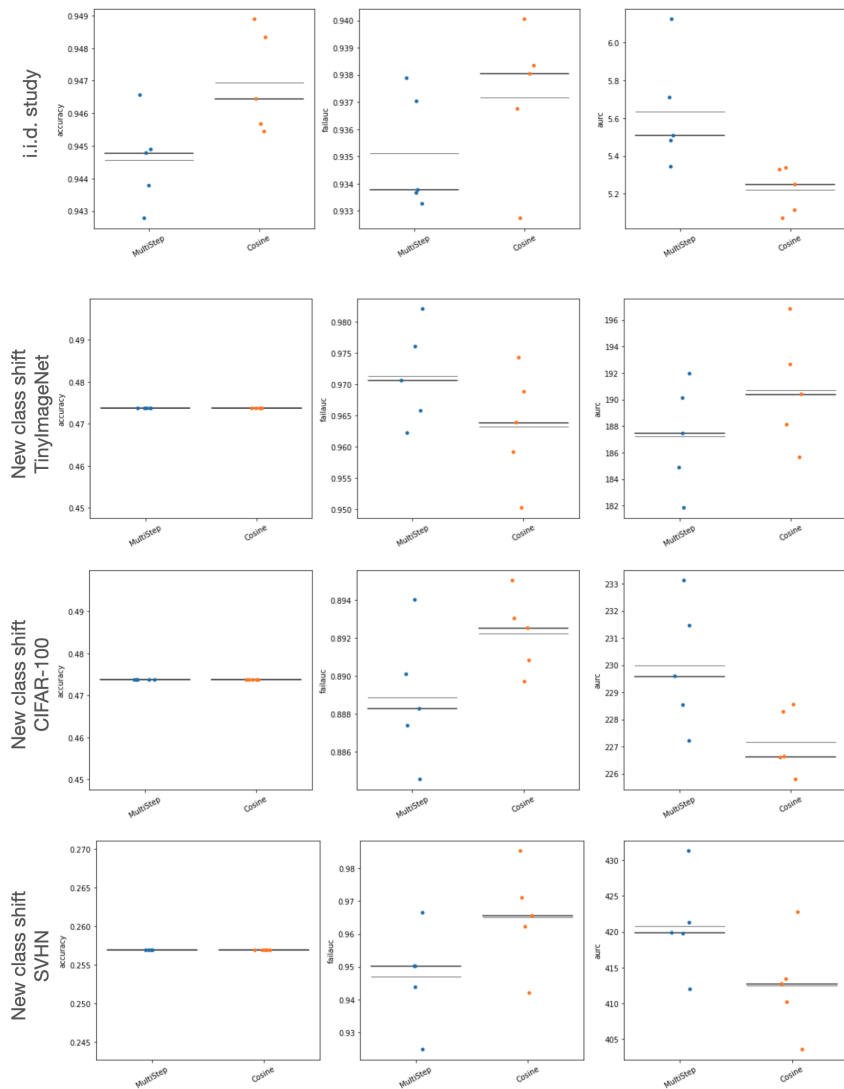 i.i.d. study
accuracy
0.949
0.948
0.947
0.946
0.945
0.944
0.943
MultiStep
Cosine
failauc
0.940
0.939
0.938
0.937
0.936
0.935
0.934
0.933
MultiStep
Cosine
aurc
6.0
5.8
5.6
5.4
5.2
MultiStep
Cosine
New class shift
TinyImageNet
accuracy
0.49
0.48
0.47
0.46
0.45
MultiStep
Cosine
failauc
0.980
0.975
0.970
0.965
0.960
0.955
0.950
MultiStep
Cosine
aurc
196
194
192
190
188
186
184
182
MultiStep
Cosine
New class shift
CIFAR-100
accuracy
0.49
0.48
0.47
0.46
0.45
MultiStep
Cosine
failauc
0.894
0.892
0.890
0.888
0.886
MultiStep
Cosine
aurc
233
232
231
230
229
228
227
226
MultiStep
Cosine
New class shift
SVHN
accuracy
0.270
0.265
0.260
0.255
0.250
0.245
MultiStep
Cosine
failauc
0.98
0.97
0.96
0.95
0.94
0.93
MultiStep
Cosine
aurc
430
425
420
415
410
405
MultiStep
Cosine